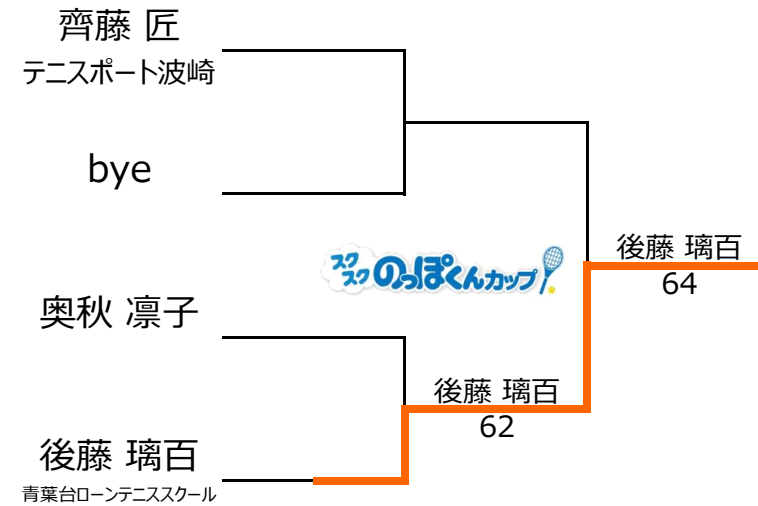 齊藤 匠
テニスポート波崎
bye
スクスク のっぽくんカップ!
後藤 璃百
64
奥秋 凛子
後藤 璃百
62
後藤 璃百
青葉台ローンテニススクール